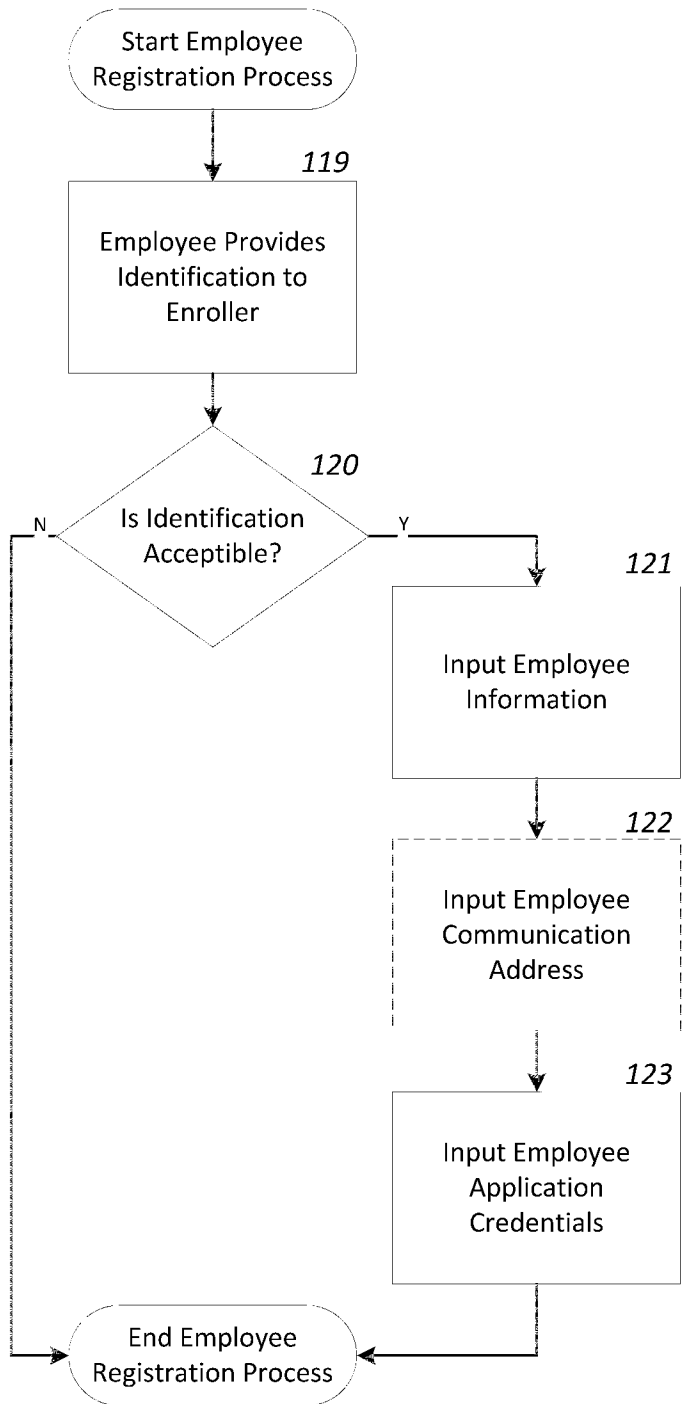 Start Employee
Registration Process
119
Employee Provides
Identification to
Enroller
120
Is Identification
Acceptible?
N
Y
121
Input Employee
Information
122
Input Employee
Communication
Address
123
Input Employee
Application
Credentials
End Employee
Registration Process